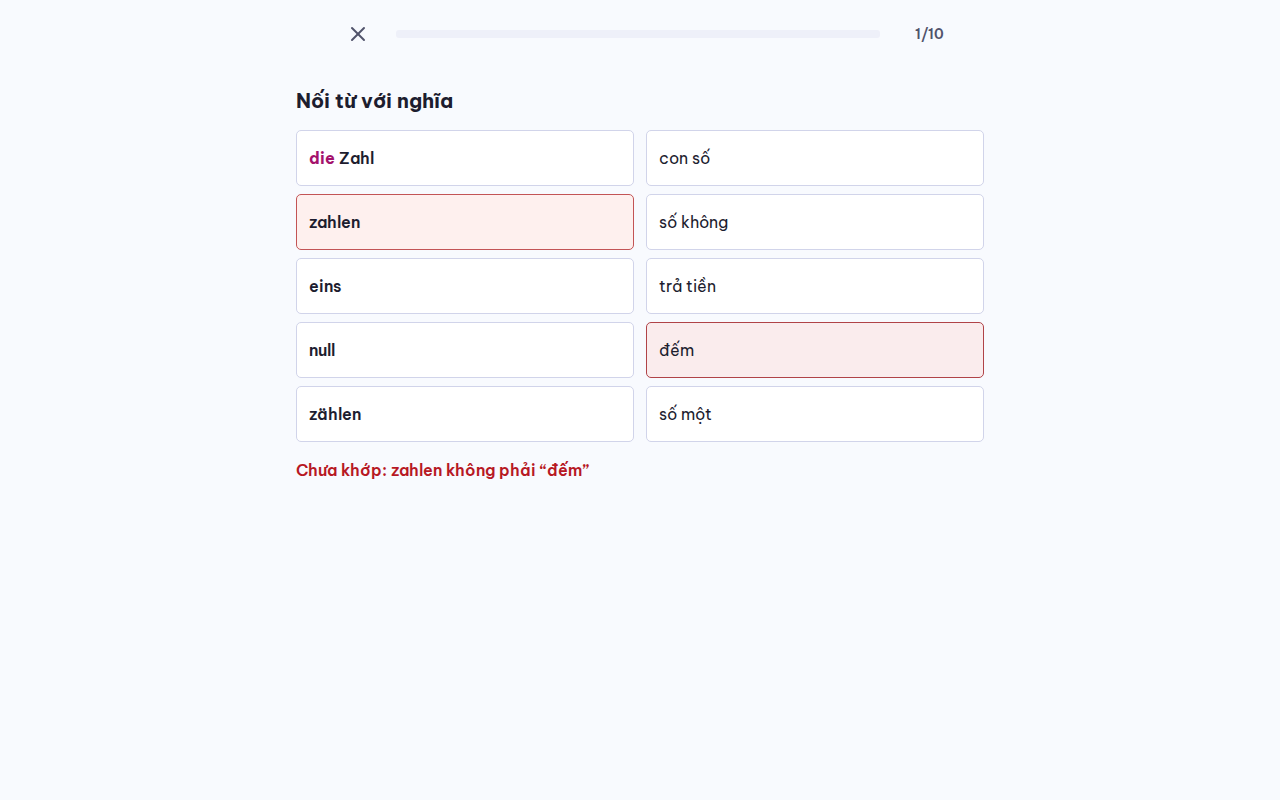 1/10
Nối từ với nghĩa
die Zahl
con số
zahlen
số không
eins
trả tiền
null
đếm
zählen
số một
Chưa khớp: zahlen không phải “đếm”